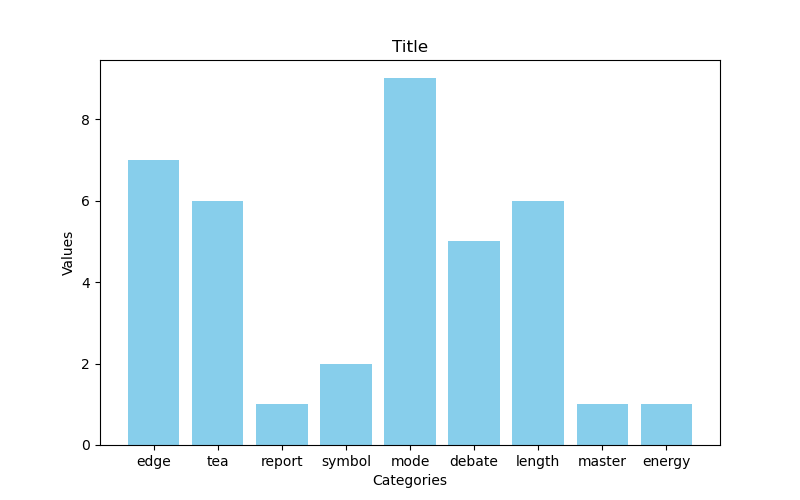 Title
Values
8
6
4
2
0
edge tea report symbol mode debate length master energy
Categories